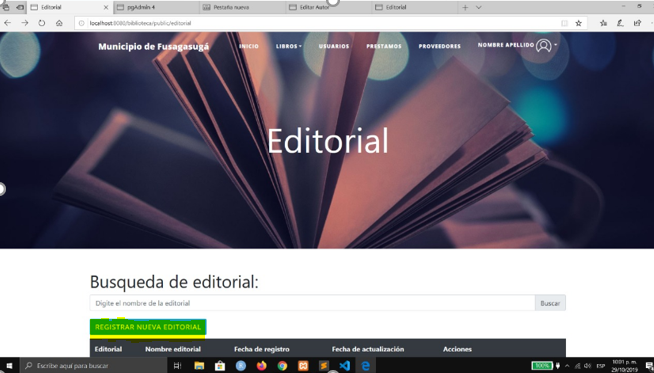 Editorial
pgAdmin 4
Pestaña nueva
Editar Autor
Editorial
localhost:8080/biblioteca/public/editorial
Municipio de Fusagasugá
INICIO
LIBROS
USUARIOS
PRESTAMOS
PROVEEDORES
NOMBRE APELLIDO
Editorial
Busqueda de editorial:
Digite el nombre de la editorial
Buscar
REGISTRAR NUEVA EDITORIAL
Editorial
Nombre editorial
Fecha de registro
Fecha de actualización
Acciones
Escribe aquí para buscar
100%
ESP
10:01 p. m.
29/10/2019